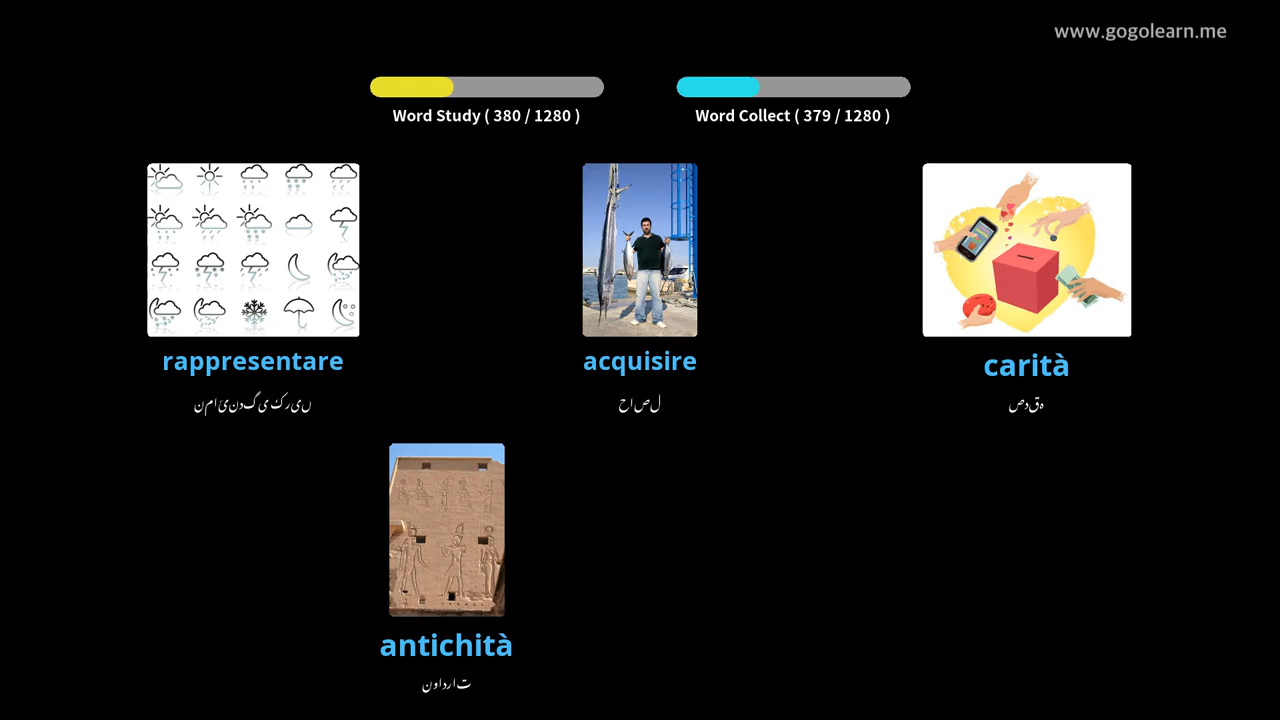 www.gogolearn.me
Word Study ( 380 / 1280 )
Word Collect ( 379 / 1280 )
rappresentare
نمائندگی کریں
acquisire
حاصل
carità
صدقہ
antichità
نوادرات